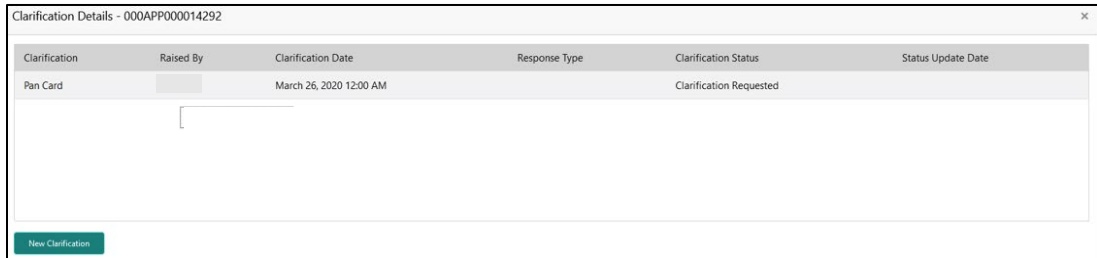 Clarification Details - 000APP000014292
Clarification Raised By Clarification Date Response Type Clarification Status Status Update Date
Pan Card March 26, 2020 12:00 AM Clarification Requested
New Clarification